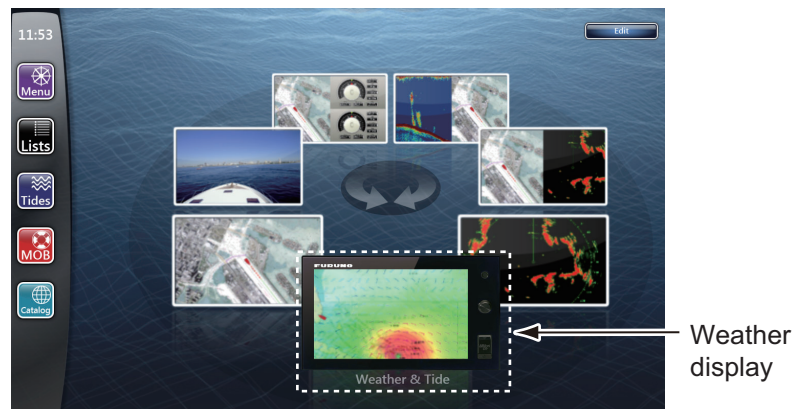 11:53
Edit
Menu
Lists
Tides
MOB
Catalog
FURUNO
Weather & Tide
Weather
display